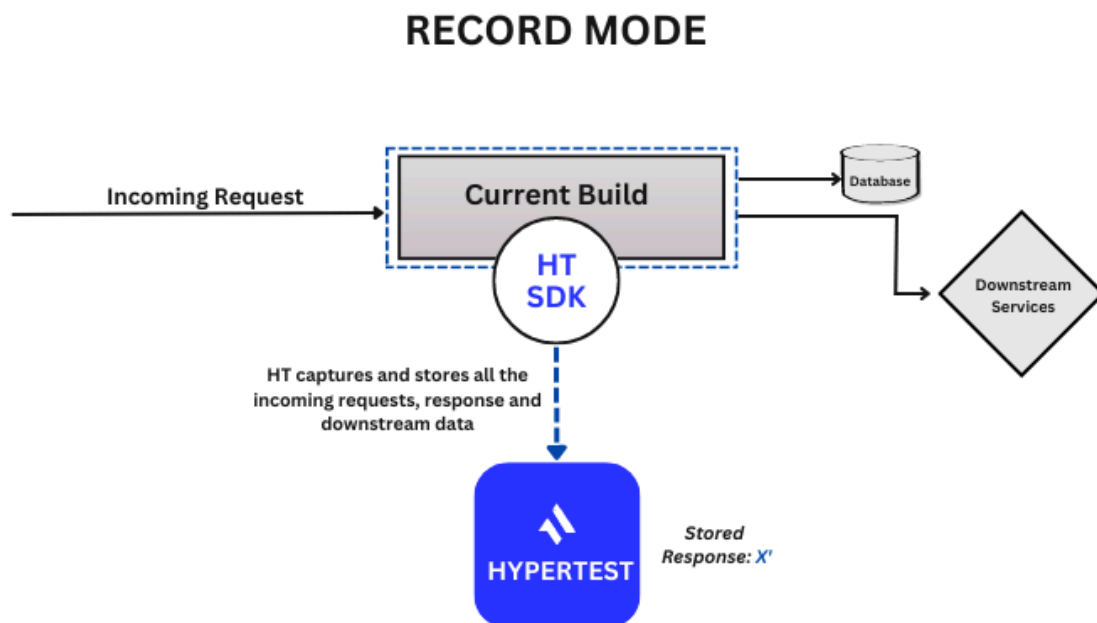 RECORD MODE
Incoming Request
Current Build
Database
HT
SDK
Downstream
Services
HT captures and stores all the
incoming requests, response and
downstream data
HYPERTEST
Stored
Response: X'